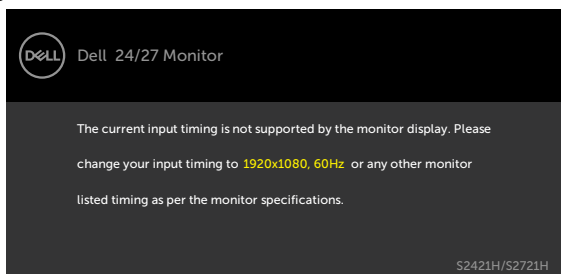 DELL
Dell 24/27 Monitor
The current input timing is not supported by the monitor display. Please
change your input timing to 1920x1080, 60Hz or any other monitor
listed timing as per the monitor specifications.
S2421H/S2721H